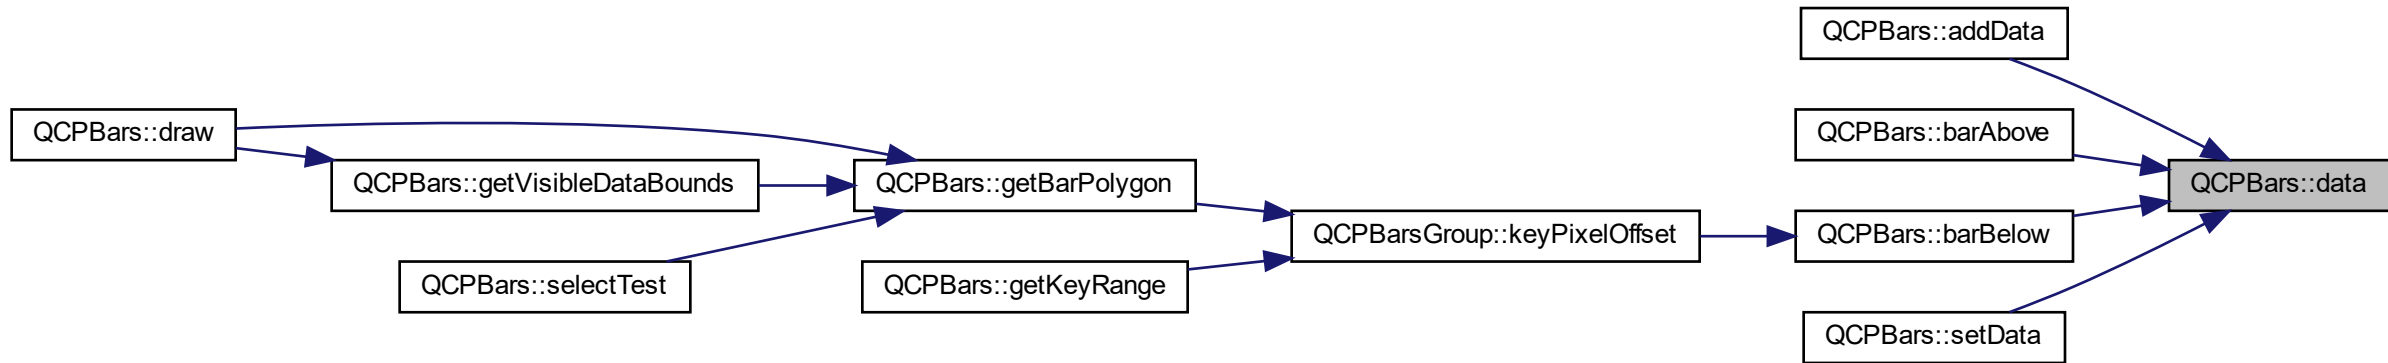 QCPBars::addData
QCPBars::draw
QCPBars::barAbove
QCPBars::getVisibleDataBounds
QCPBars::getBarPolygon
QCPBars::data
QCPBarsGroup::keyPixelOffset
QCPBars::barBelow
QCPBars::selectTest
QCPBars::getKeyRange
QCPBars::setData